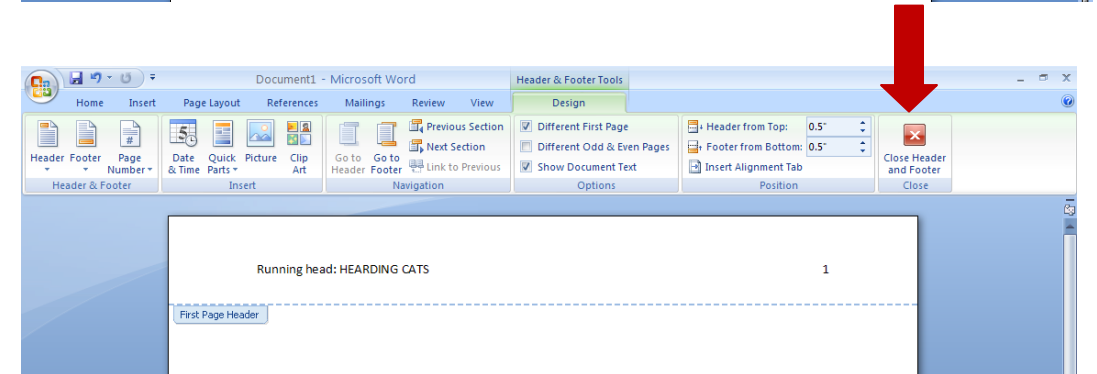 Document1 - Microsoft Word Header & Footer Tools
Home Insert Page Layout References Mailings Review View Design
Header Footer Page Number
Date & Time Quick Parts Picture Clip Art
Go to Header Go to Footer
Previous Section
Next Section
Link to Previous
Different First Page
Different Odd & Even Pages
Show Document Text
Header from Top: 0.5"
Footer from Bottom: 0.5"
Insert Alignment Tab
Close Header and Footer
Header & Footer Insert Navigation Options Position Close
Running head: HEARDING CATS 1
First Page Header